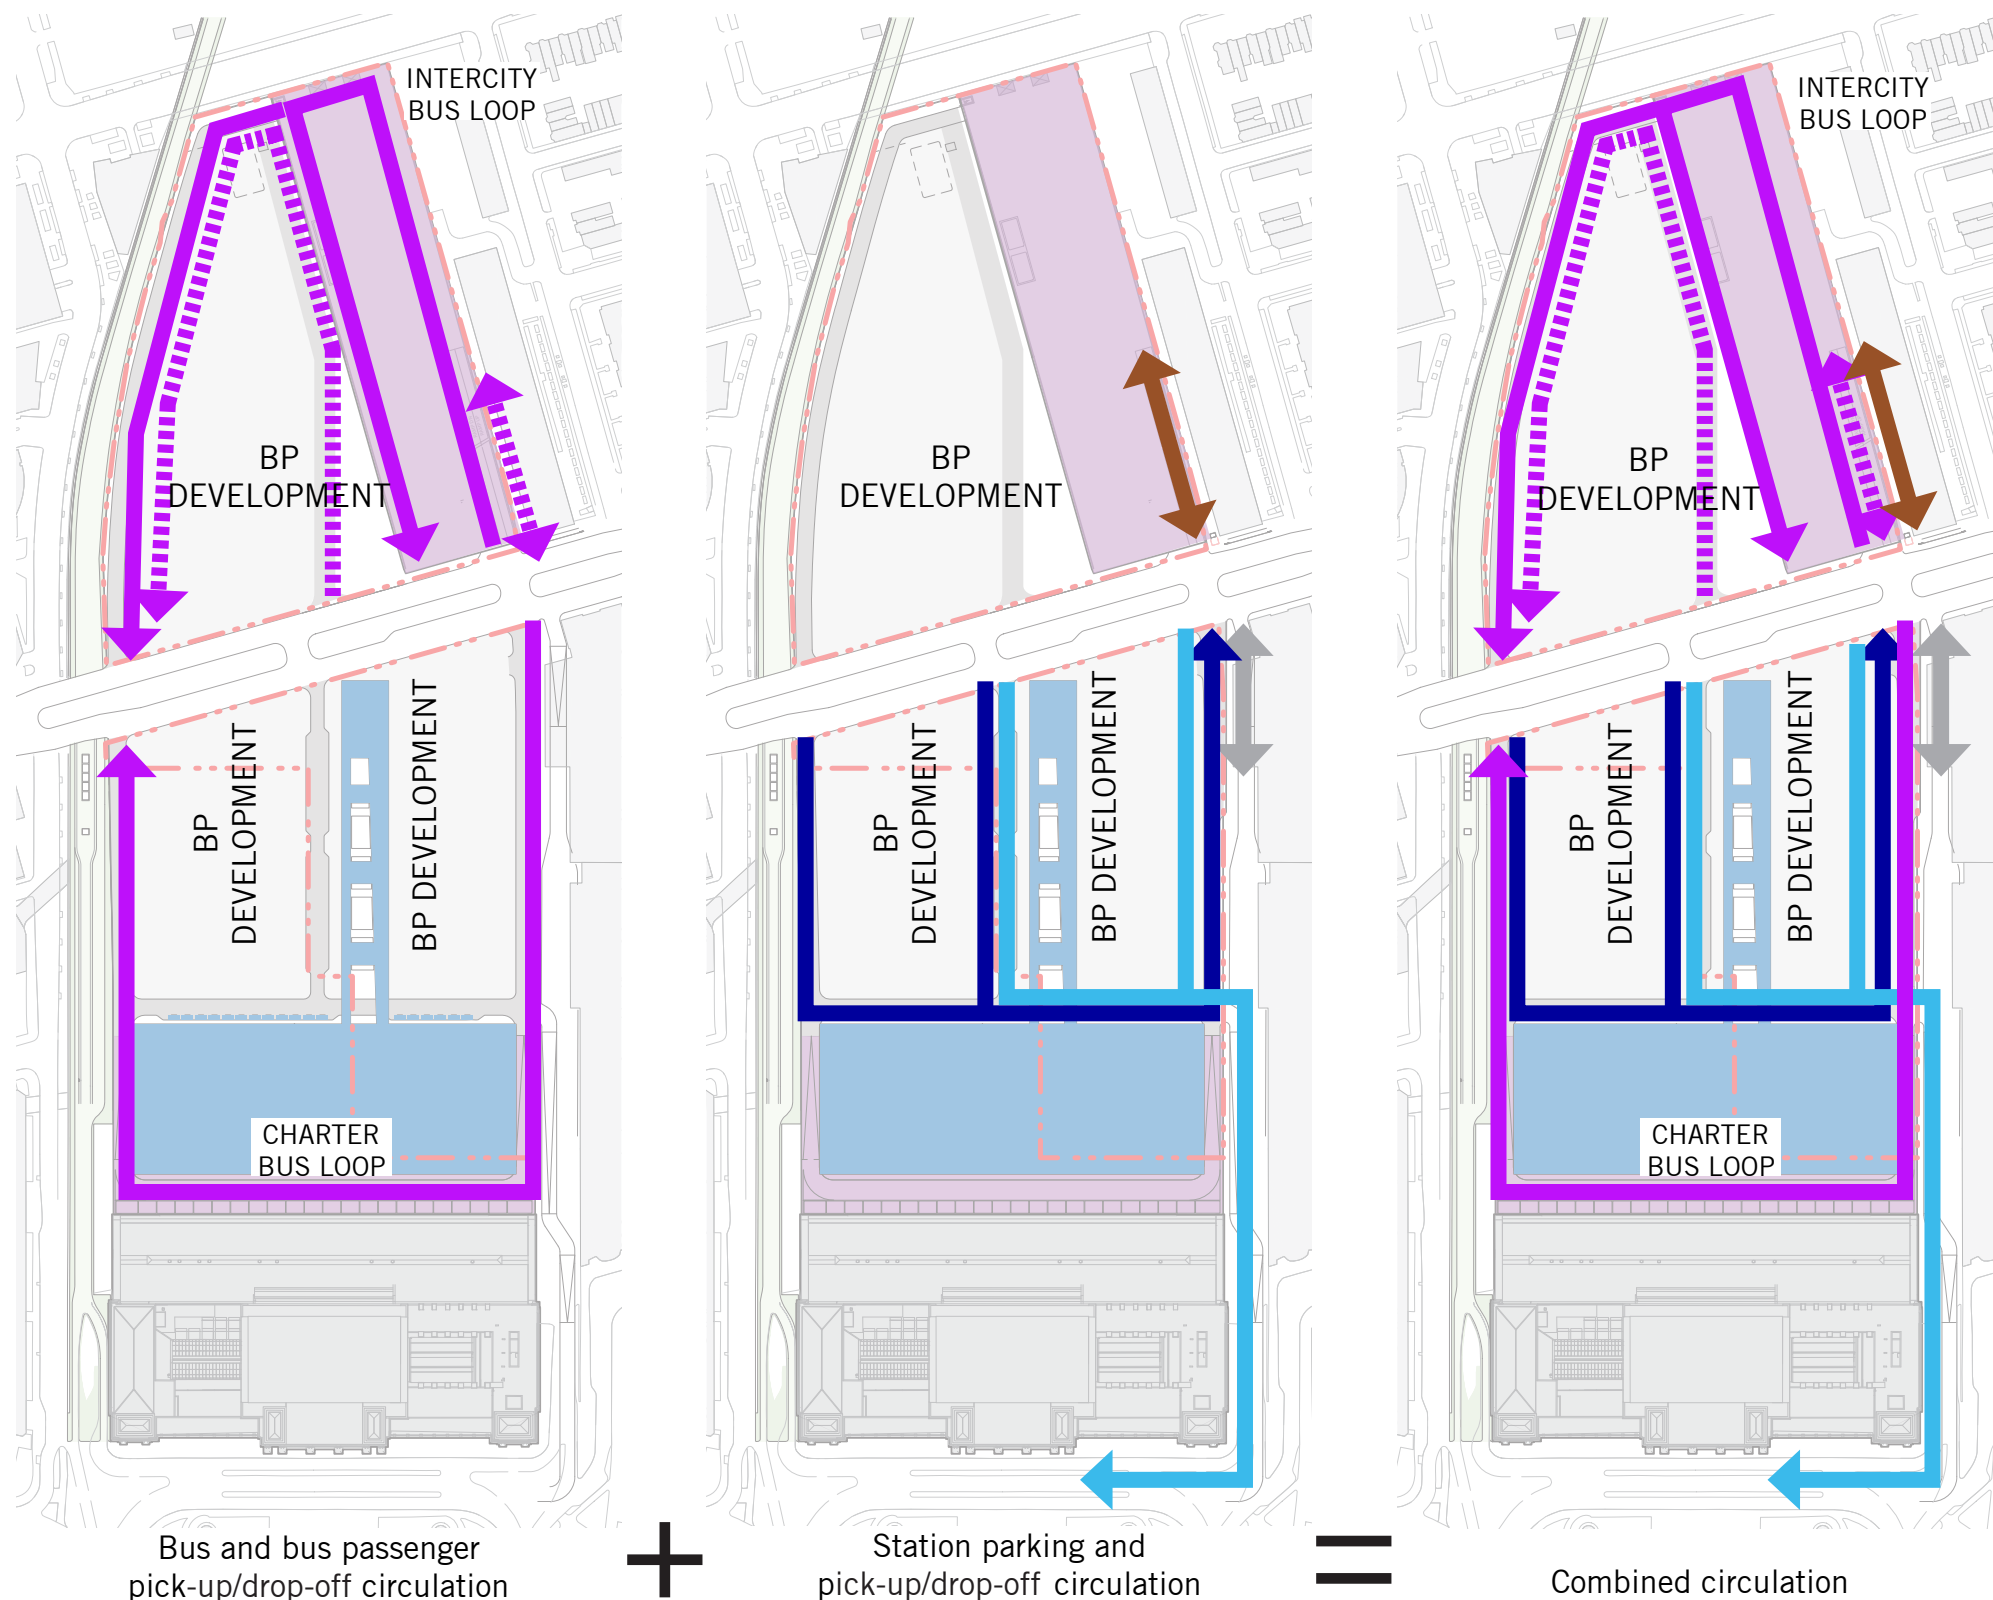 INTERCITY
BUS LOOP
BP
DEVELOPMENT
BP
DEVELOPMENT
BP DEVELOPMENT
CHARTER
BUS LOOP
Bus and bus passenger
pick-up/drop-off circulation
+
BP
DEVELOPMENT
BP
DEVELOPMENT
BP DEVELOPMENT
Station parking and
pick-up/drop-off circulation
=
INTERCITY
BUS LOOP
BP
DEVELOPMENT
BP
DEVELOPMENT
BP DEVELOPMENT
CHARTER
BUS LOOP
Combined circulation